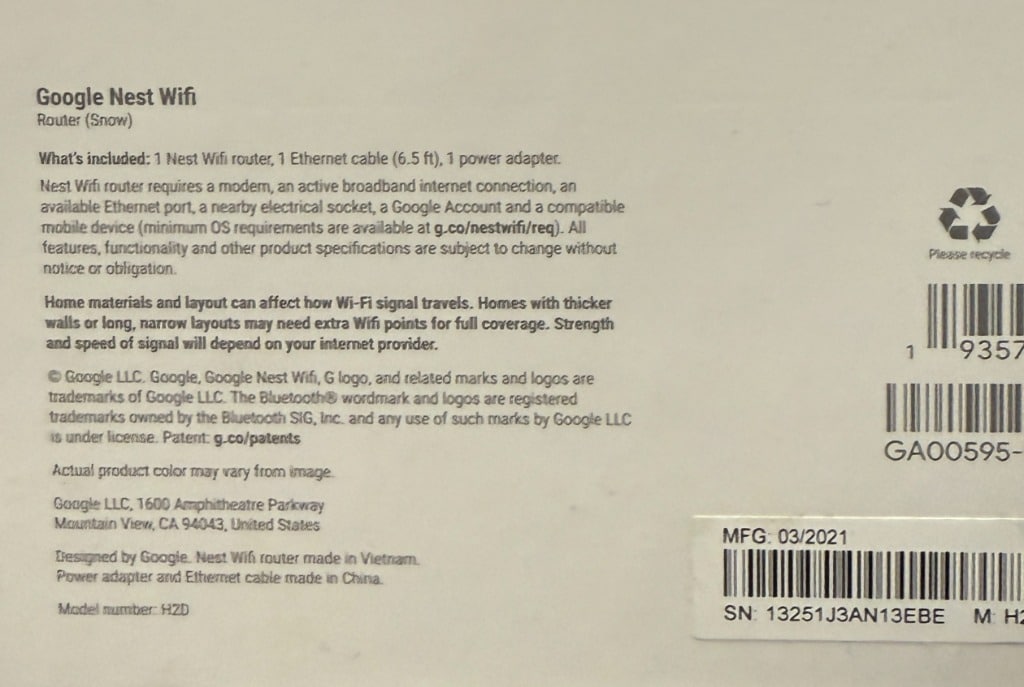 Google Nest Wifi
Router (Snow)
What's included: 1 Nest Wifi router, 1 Ethernet cable (6.5 ft), 1 power adapter.
Nest Wifi router requires a modem, an active broadband internet connection, an
available Ethernet port, a nearby electrical socket, a Google Account and a compatible
mobile device (minimum OS requirements are available at g.co/nestwifi/req). All
features, functionality and other product specifications are subject to change without
notice or obligation.
Home materials and layout can affect how Wi-Fi signal travels. Homes with thicker
walls or long, narrow layouts may need extra Wifi points for full coverage. Strength
and speed of signal will depend on your internet provider.
© Google LLC. Google, Google Nest Wifi, G logo, and related marks and logos are
trademarks of Google LLC. The Bluetooth® wordmark and logos are registered
trademarks owned by the Bluetooth SIG, Inc. and any use of such marks by Google LLC
is under license. Patent: g.co/patents
Actual product color may vary from image.
Google LLC, 1600 Amphitheatre Parkway
Mountain View, CA 94043, United States
Designed by Google. Nest Wifi router made in Vietnam.
Power adapter and Ethernet cable made in China.
Model number: H2D
Please recycle
1 9357
GA00595-
MFG: 03/2021
SN: 13251J3AN13EBE M: H2